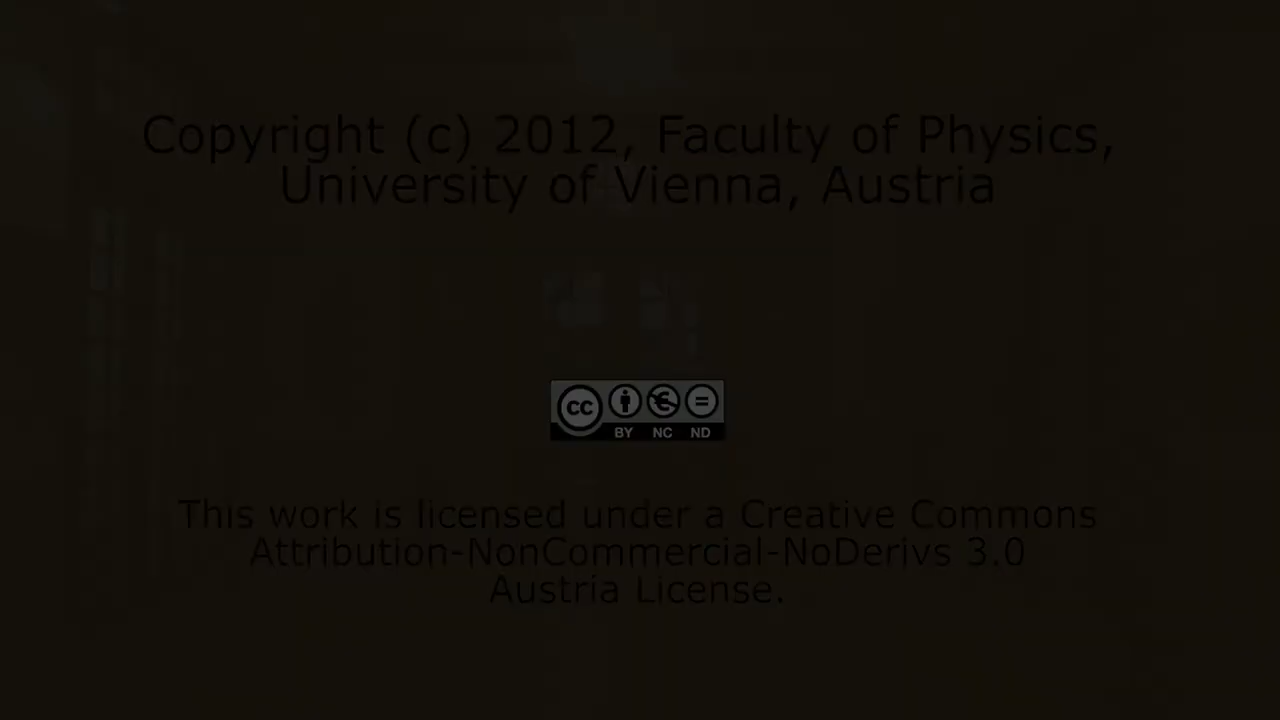 Copyright (c) 2012, Faculty of Physics,
University of Vienna, Austria
cc
BY NC ND
This work is licensed under a Creative Commons
Attribution-NonCommercial-NoDerivs 3.0
Austria License.